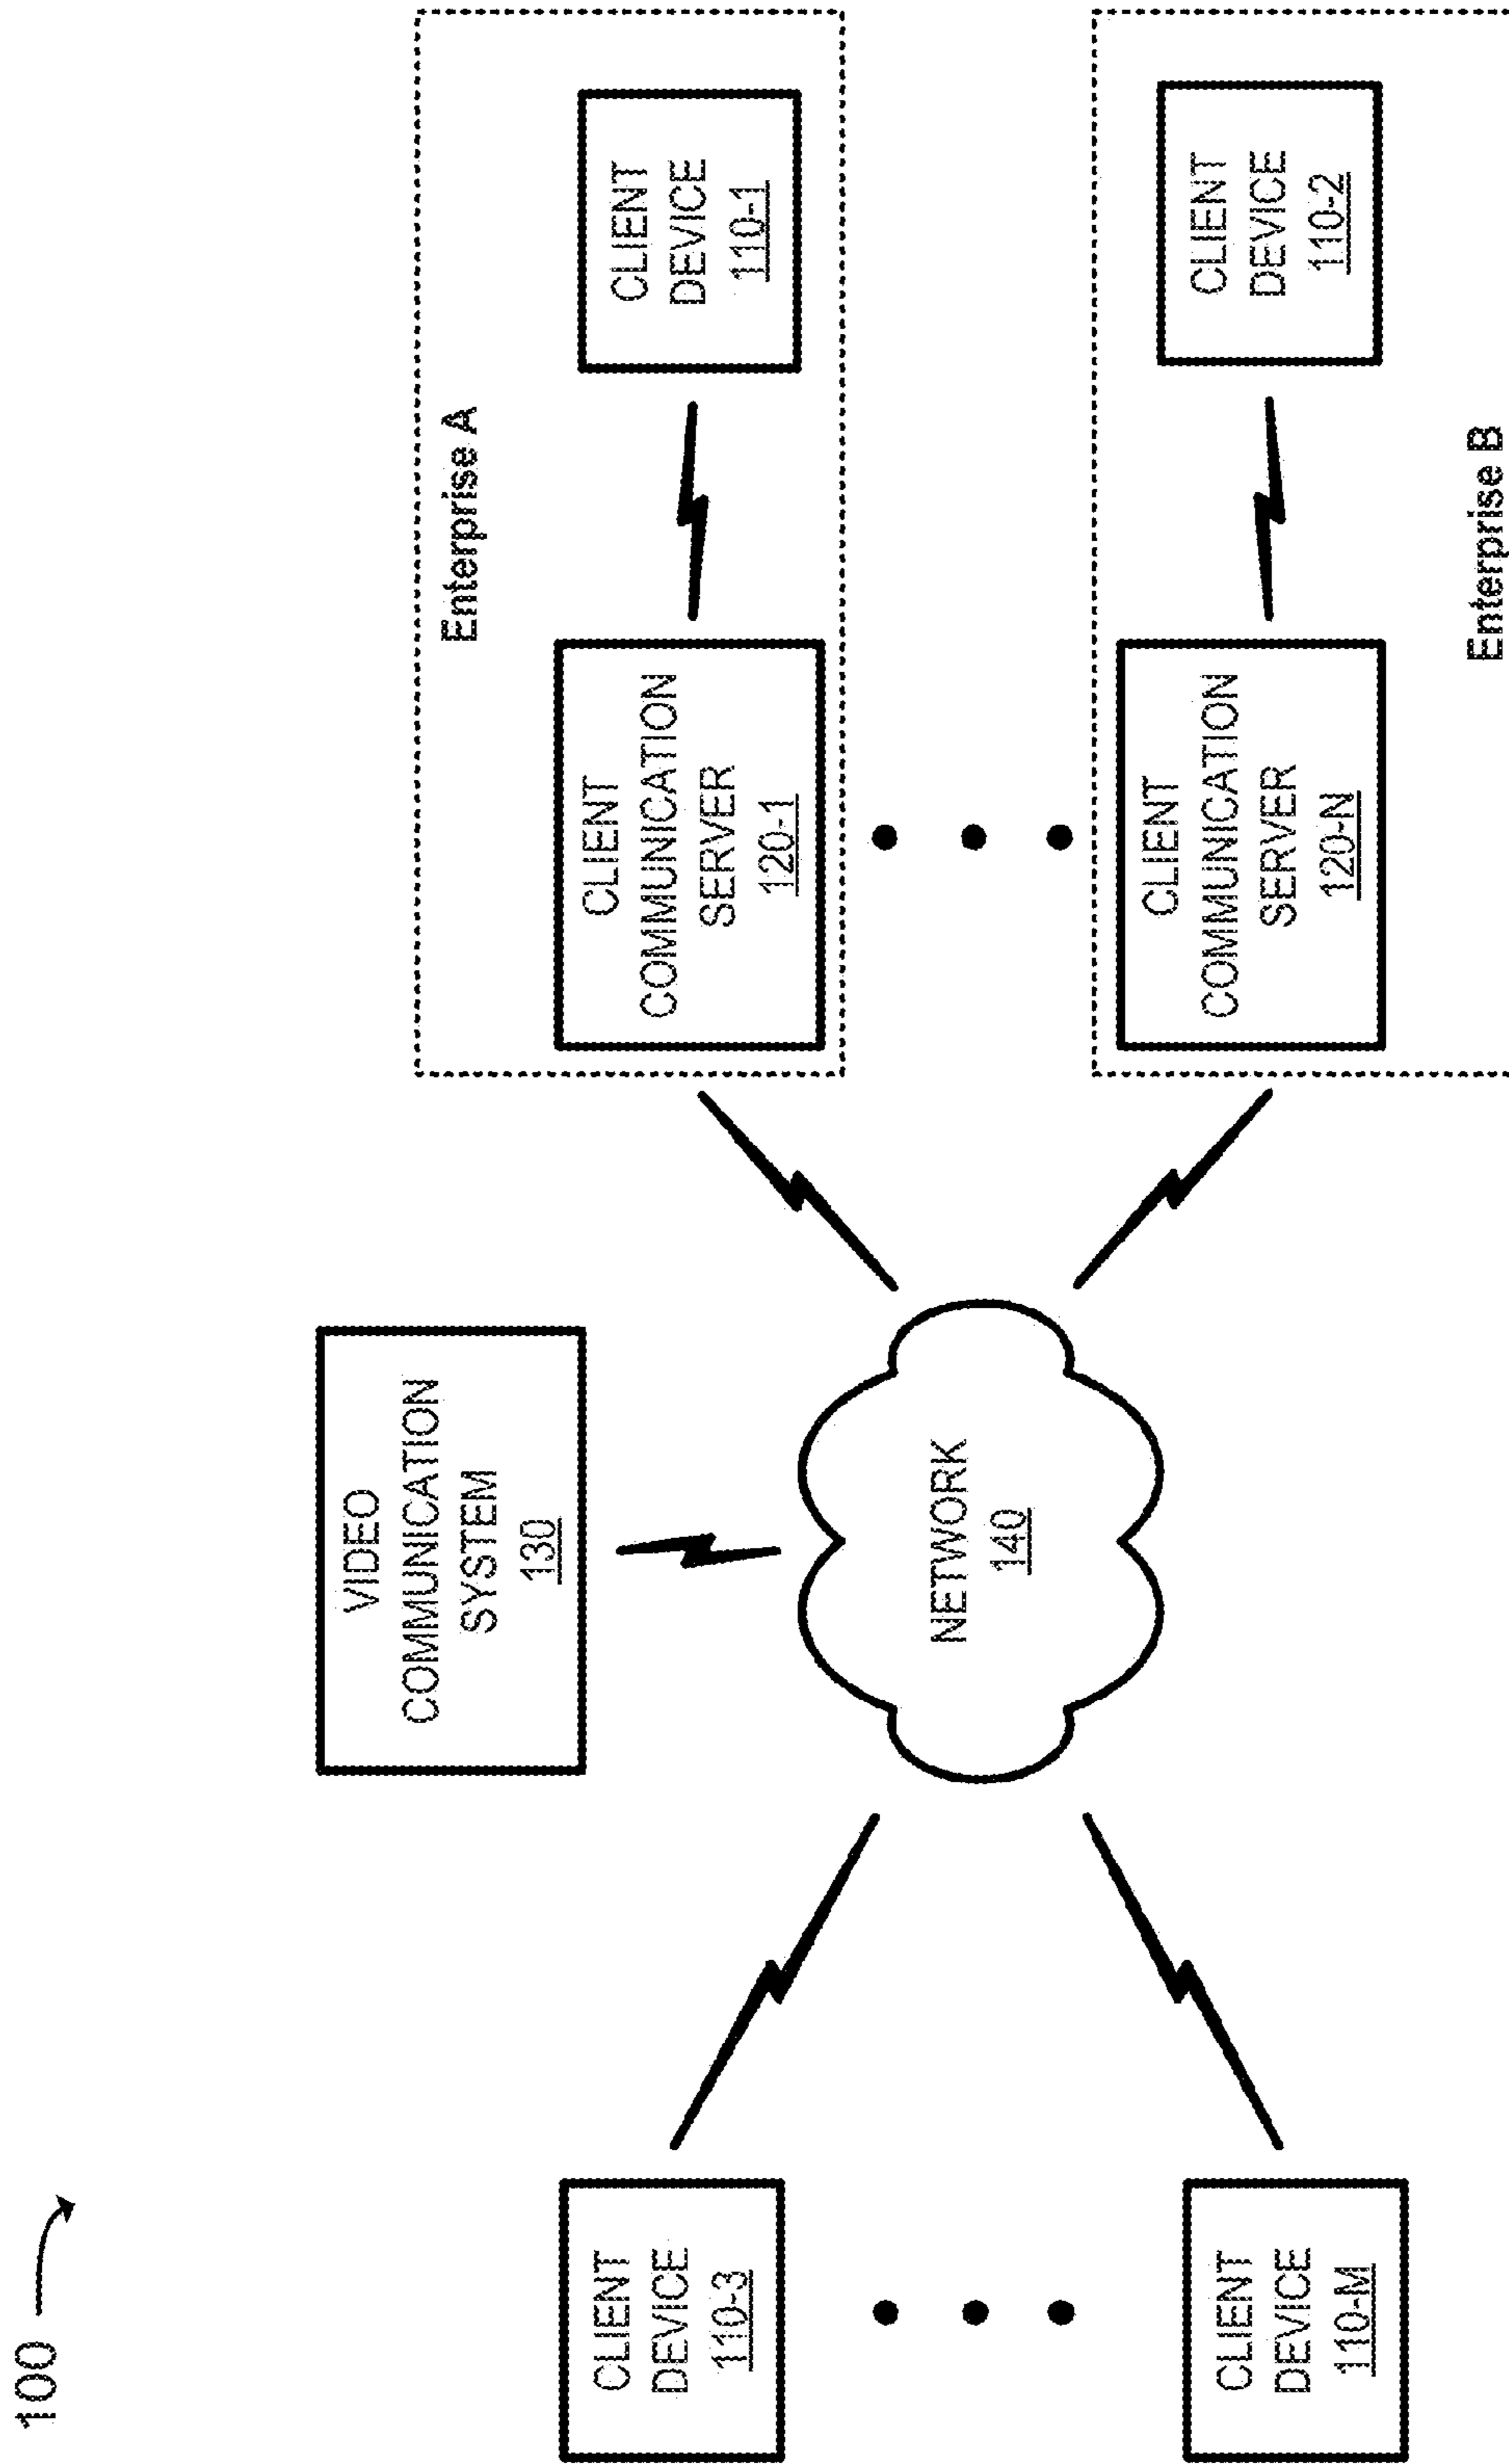 100
VIDEO
COMMUNICATION
SYSTEM
130
Enterprise A
CLIENT
DEVICE
110-3
CLIENT
COMMUNICATION
SERVER
120-1
CLIENT
DEVICE
110-1
NETWORK
140
CLIENT
DEVICE
110-M
CLIENT
COMMUNICATION
SERVER
120-N
CLIENT
DEVICE
110-2
Enterprise B